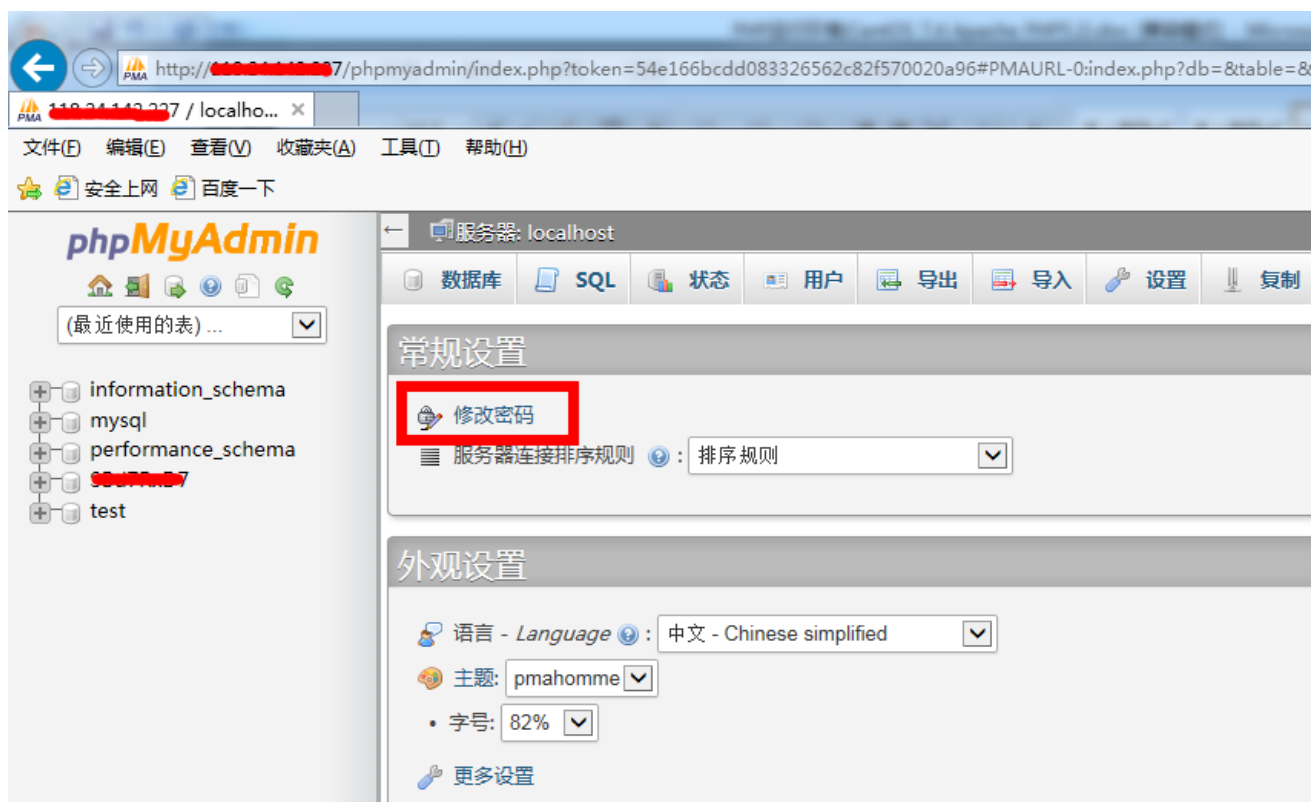 http://7/phpmyadmin/index.php?token=54e166bcdd083326562c82f570020a96#PMAURL-0:index.php?db=&table=&
7 / localho...
文件(F) 编辑(E) 查看(V) 收藏夹(A) 工具(T) 帮助(H)
安全上网 百度一下
phpMyAdmin
(最近使用的表) ...
information_schema
mysql
performance_schema
7
test
服务器: localhost
数据库 SQL 状态 用户 导出 导入 设置 复制
常规设置
修改密码
服务器连接排序规则 : 排序规则
外观设置
语言 - Language : 中文 - Chinese simplified
主题: pmahomme
• 字号: 82%
更多设置